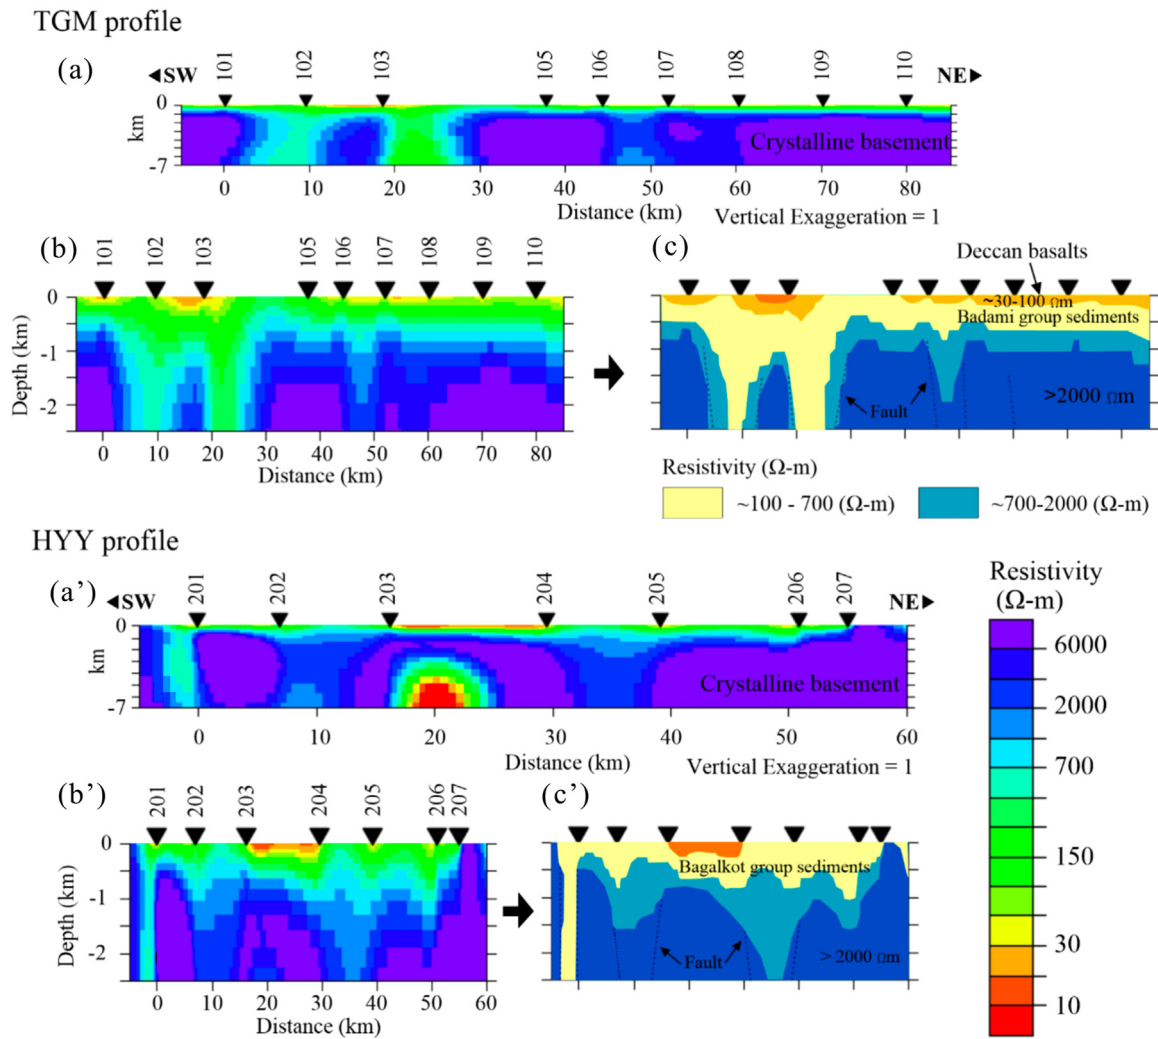 TGM profile
(a)
◄SW
101
102
103
105
106
107
108
109
110
NE►
0
km
-7
Crystalline basement
0
10
20
30
40
50
60
70
80
Distance (km)
Vertical Exaggeration = 1
(b)
101
102
103
105
106
107
108
109
110
0
-1
-2
Depth (km)
0
10
20
30
40
50
60
70
80
Distance (km)
(c)
Deccan basalts
~30-100 Ωm
Badami group sediments
Fault
>2000 Ωm
Resistivity (Ω-m)
~100 - 700 (Ω-m)
~700-2000 (Ω-m)
HYY profile
(a')
◄SW
201
202
203
204
205
206
207
NE►
0
km
-7
Crystalline basement
0
10
20
30
40
50
60
Distance (km)
Vertical Exaggeration = 1
(b')
201
202
203
204
205
206
207
0
-1
-2
Depth (km)
0
10
20
30
40
50
60
Distance (km)
(c')
Bagalkot group sediments
Fault
> 2000 Ωm
Resistivity
(Ω-m)
6000
2000
700
150
30
10